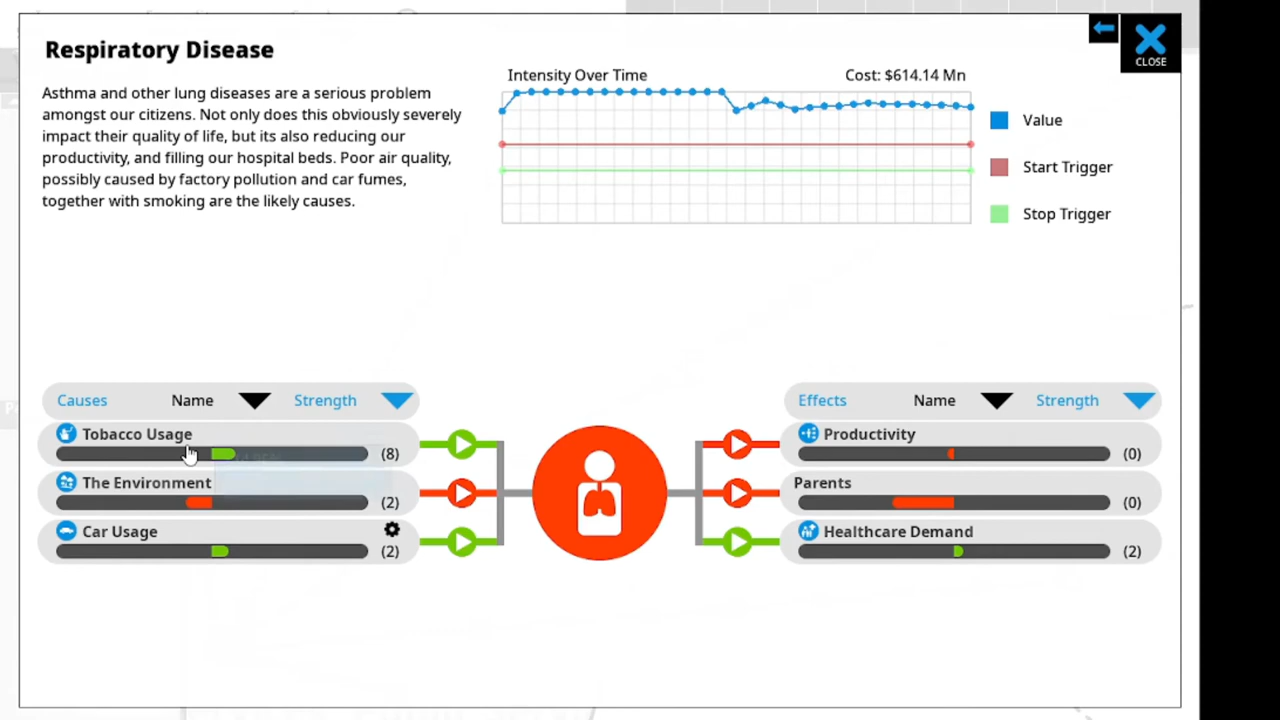 Respiratory Disease
CLOSE
Asthma and other lung diseases are a serious problem
amongst our citizens. Not only does this obviously severely
impact their quality of life, but its also reducing our
productivity, and filling our hospital beds. Poor air quality,
possibly caused by factory pollution and car fumes,
together with smoking are the likely causes.
Intensity Over Time
Cost: $614.14 Mn
Value
Start Trigger
Stop Trigger
Causes Name Strength
Tobacco Usage
(8)
The Environment
(2)
Car Usage
(2)
Effects Name Strength
Productivity
(0)
Parents
(0)
Healthcare Demand
(2)